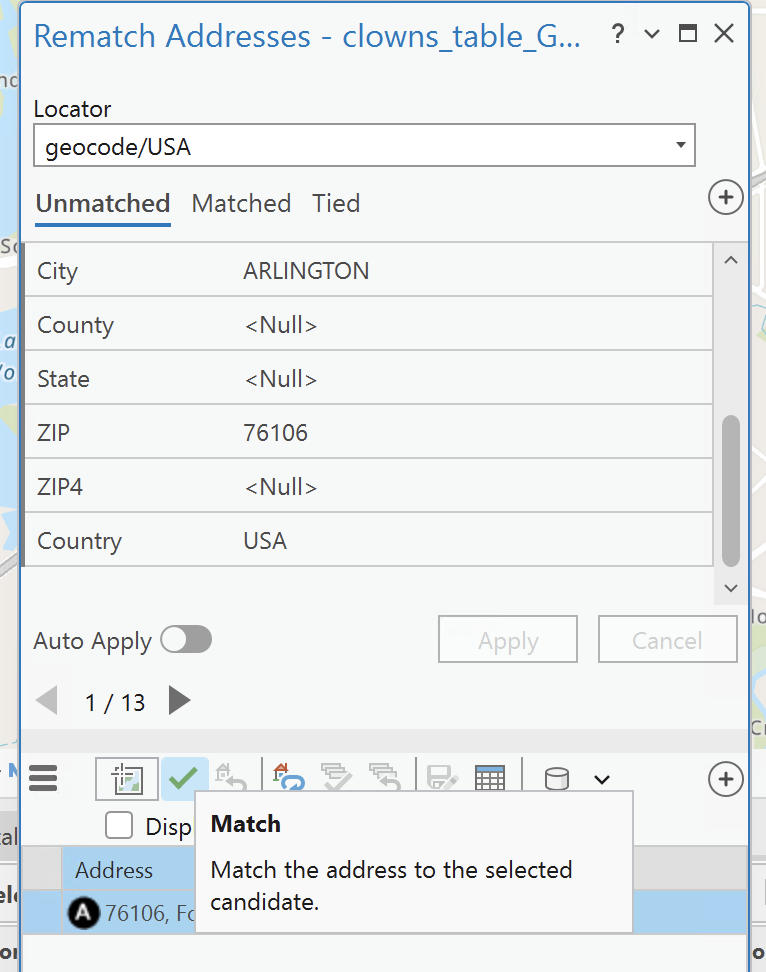 Rematch Addresses - clowns_table_G...
?
Locator
geocode/USA
Unmatched Matched Tied
City ARLINGTON
County <Null>
State <Null>
ZIP 76106
ZIP4 <Null>
Country USA
Auto Apply Apply Cancel
1 / 13
Disp
Match
Match the address to the selected
candidate.
Address
A 76106, Fo